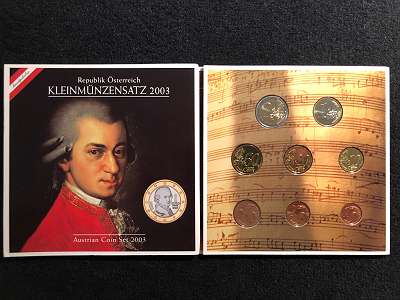 Republik Österreich
KLEINMÜNZENSATZ 2003
Austrian Coin Set 2003